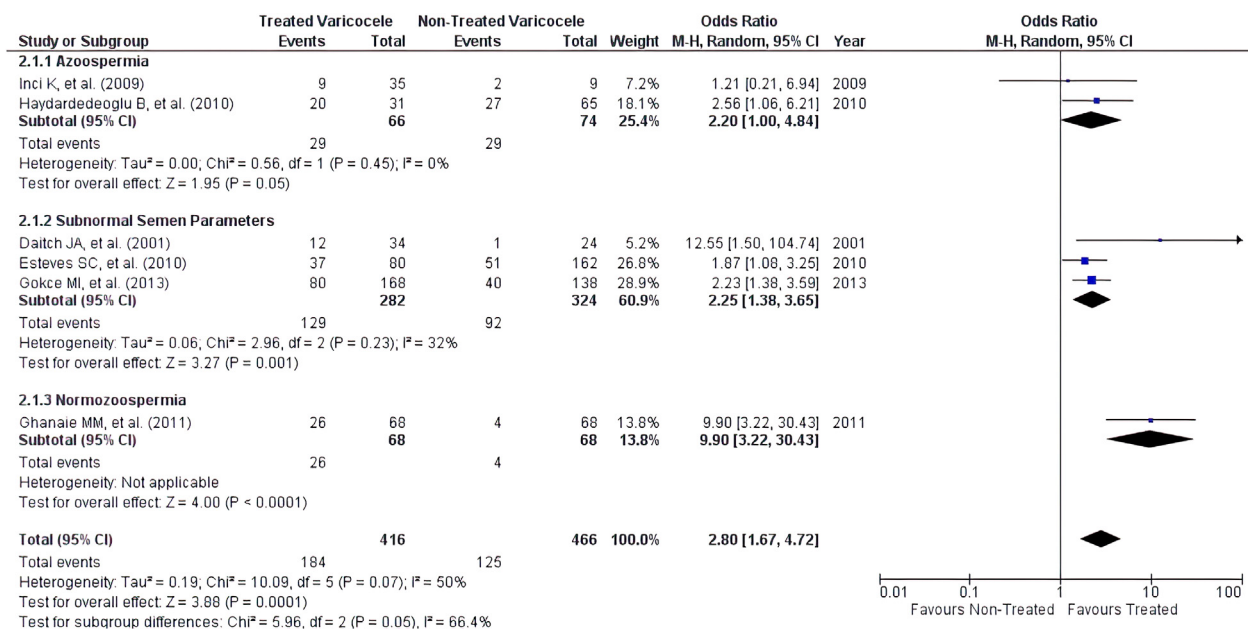 Treated Varicocele Non-Treated Varicocele Odds Ratio Odds Ratio
Study or Subgroup Events Total Events Total Weight M-H, Random, 95% CI Year M-H, Random, 95% CI
2.1.1 Azoospermia
Inci K, et al. (2009) 9 35 2 9 7.2% 1.21 [0.21, 6.94] 2009
Haydardedeoglu B, et al. (2010) 20 31 27 65 18.1% 2.56 [1.06, 6.21] 2010
Subtotal (95% CI) 66 74 25.4% 2.20 [1.00, 4.84]
Total events 29 29
Heterogeneity: Tau² = 0.00; Chi² = 0.56, df = 1 (P = 0.45); I² = 0%
Test for overall effect: Z = 1.95 (P = 0.05)
2.1.2 Subnormal Semen Parameters
Daitch JA, et al. (2001) 12 34 1 24 5.2% 12.55 [1.50, 104.74] 2001
Esteves SC, et al. (2010) 37 80 51 162 26.8% 1.87 [1.08, 3.25] 2010
Gokce MI, et al. (2013) 80 168 40 138 28.9% 2.23 [1.38, 3.59] 2013
Subtotal (95% CI) 282 324 60.9% 2.25 [1.38, 3.65]
Total events 129 92
Heterogeneity: Tau² = 0.06; Chi² = 2.96, df = 2 (P = 0.23); I² = 32%
Test for overall effect: Z = 3.27 (P = 0.001)
2.1.3 Normozoospermia
Ghanaie MM, et al. (2011) 26 68 4 68 13.8% 9.90 [3.22, 30.43] 2011
Subtotal (95% CI) 68 68 13.8% 9.90 [3.22, 30.43]
Total events 26 4
Heterogeneity: Not applicable
Test for overall effect: Z = 4.00 (P < 0.0001)
Total (95% CI) 416 466 100.0% 2.80 [1.67, 4.72]
Total events 184 125
Heterogeneity: Tau² = 0.19; Chi² = 10.09, df = 5 (P = 0.07); I² = 50%
Test for overall effect: Z = 3.88 (P = 0.0001)
Test for subgroup differences: Chi² = 5.96, df = 2 (P = 0.05), I² = 66.4%
0.01 0.1 1 10 100
Favours Non-Treated Favours Treated